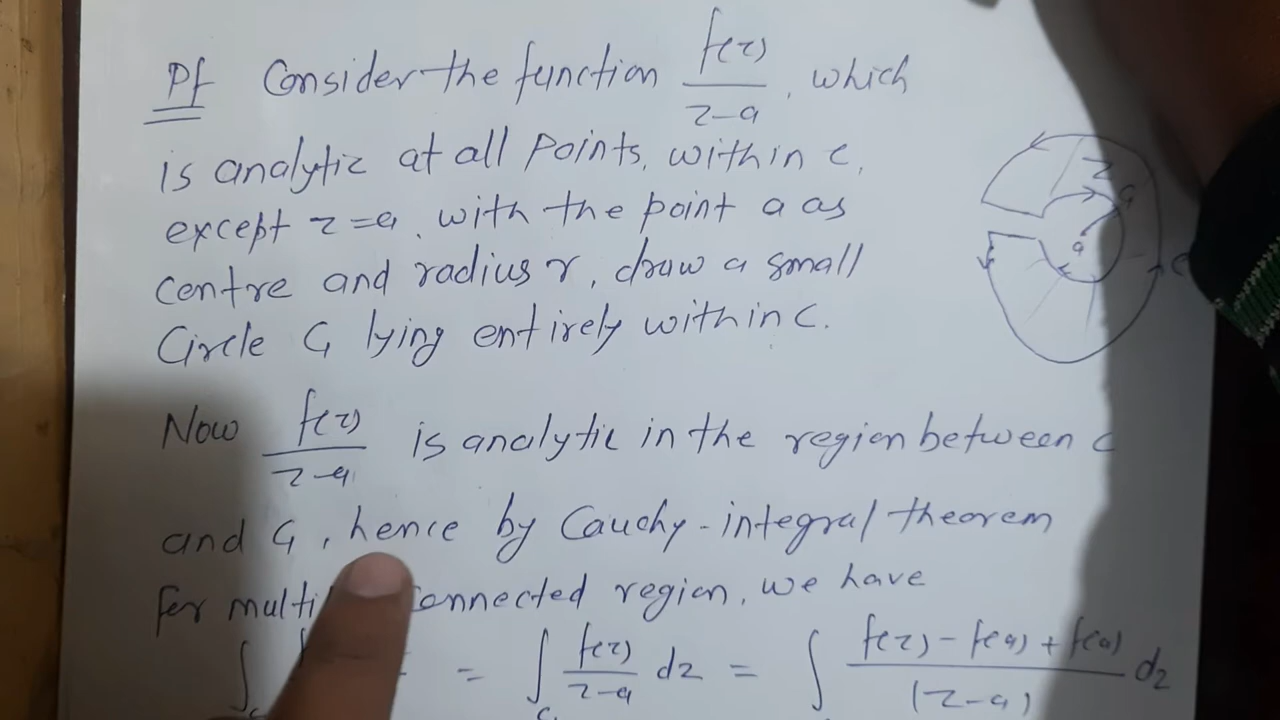 Pf Consider the function f(z)/z-a, which
is analytic at all points, within c,
except z=a. with the point a as
centre and radius r, draw a small
Circle C₁ lying entirely within C.
Now f(z)/z-a is analytic in the region between c
and C₁, hence by Cauchy-integral theorem
for connected region, we have
= ∫ f(z)/z-a dz = ∫ f(z)-f(a)+f(a)/(z-a) dz